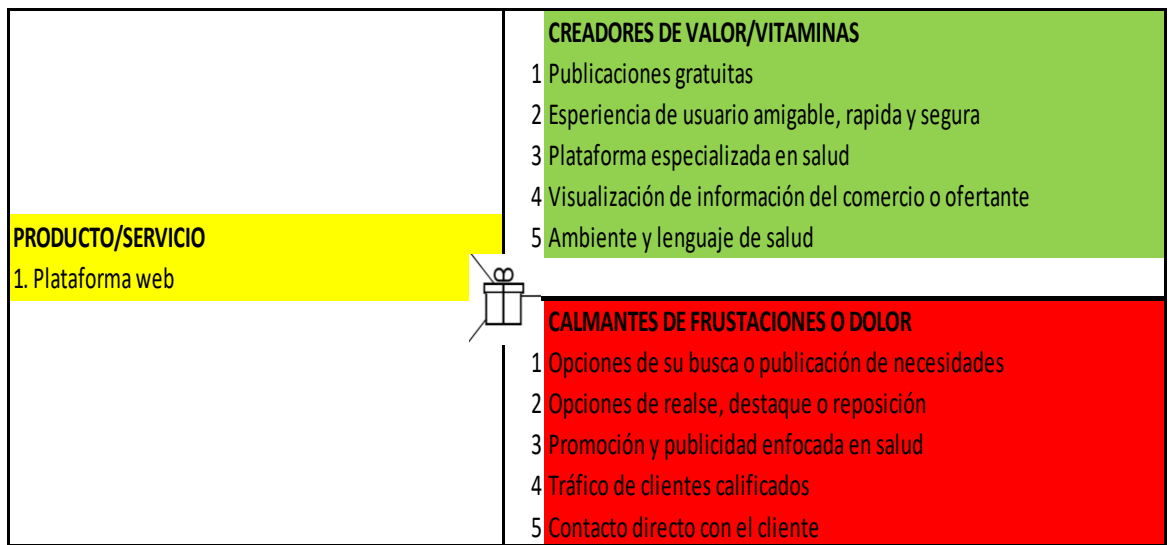 CREADORES DE VALOR/VITAMINAS
1 Publicaciones gratuitas
2 Esperiencia de usuario amigable, rapida y segura
3 Plataforma especializada en salud
4 Visualización de información del comercio o ofertante
5 Ambiente y lenguaje de salud
PRODUCTO/SERVICIO
1. Plataforma web
CALMANTES DE FRUSTACIONES O DOLOR
1 Opciones de su busca o publicación de necesidades
2 Opciones de realse, destaque o reposición
3 Promoción y publicidad enfocada en salud
4 Tráfico de clientes calificados
5 Contacto directo con el cliente